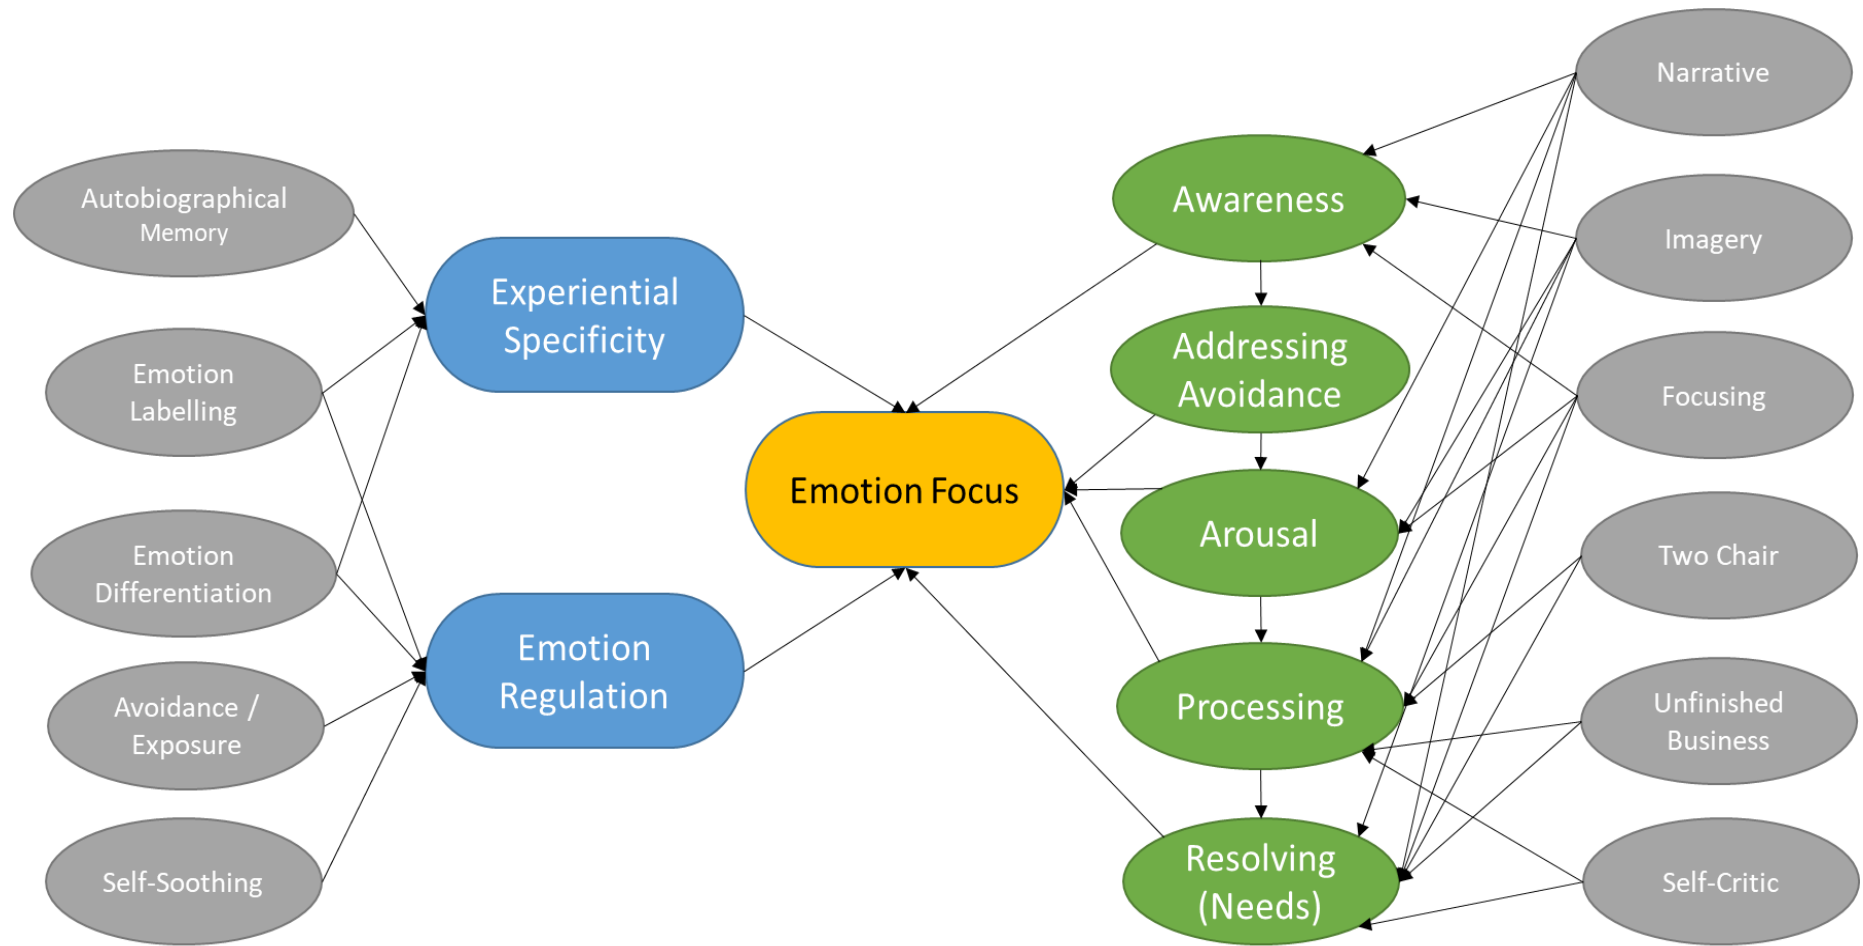 Autobiographical
Memory
Emotion
Labelling
Emotion
Differentiation
Avoidance /
Exposure
Self-Soothing
Experiential
Specificity
Emotion
Regulation
Emotion Focus
Awareness
Addressing
Avoidance
Arousal
Processing
Resolving
(Needs)
Narrative
Imagery
Focusing
Two Chair
Unfinished
Business
Self-Critic